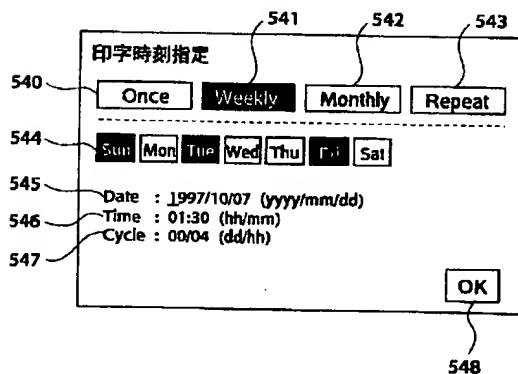 541
542
543
印字時刻指定
540
Once Weekly Monthly Repeat
544
Sun Mon Tue Wed Thu Fri Sat
545
Date : 1997/10/07 (yyyy/mm/dd)
546
Time : 01:30 (hh/mm)
547
Cycle : 00/04 (dd/hh)
OK
548